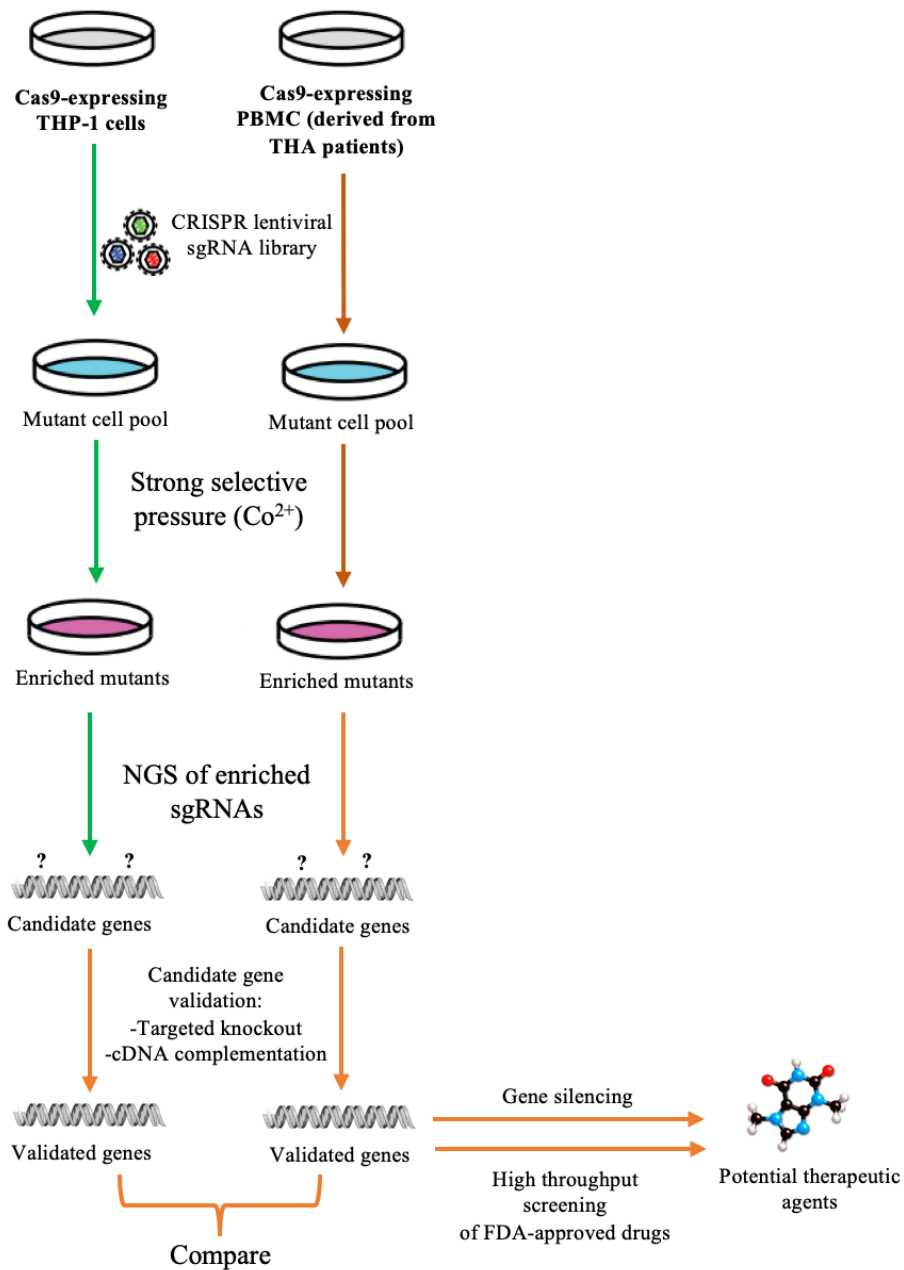 Cas9-expressing
THP-1 cells
Cas9-expressing
PBMC (derived from
THA patients)
CRISPR lentiviral
sgRNA library
Mutant cell pool
Mutant cell pool
Strong selective
pressure (Co²⁺)
Enriched mutants
Enriched mutants
NGS of enriched
sgRNAs
? ?
? ?
Candidate genes
Candidate genes
Candidate gene
validation:
-Targeted knockout
-cDNA complementation
Validated genes
Validated genes
Gene silencing
High throughput
screening
of FDA-approved drugs
Potential therapeutic
agents
Compare